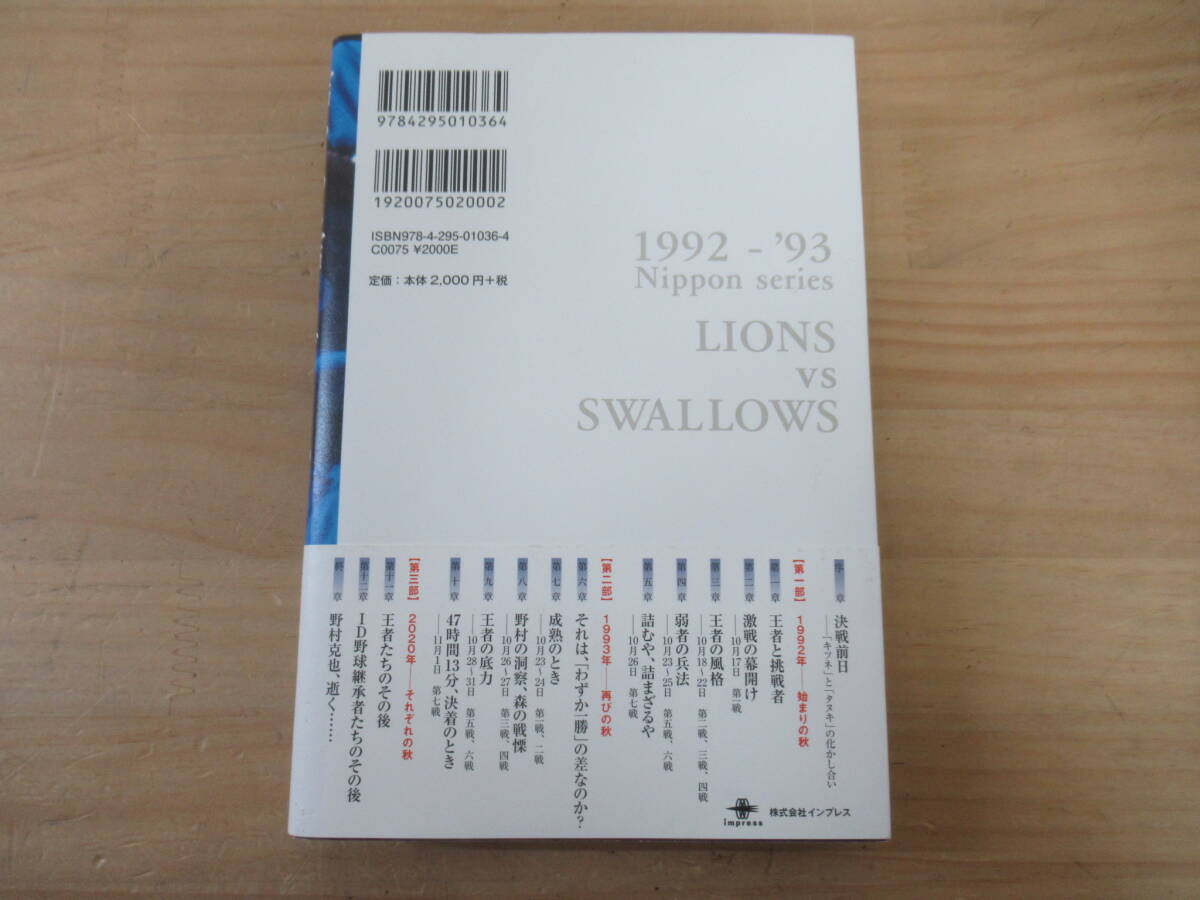 9784295010364
1920075020002
ISBN978-4-295-01036-4
C0075 ¥2000E
定価：本体2,000円+税
1992 - ’93
Nippon series
LIONS
vs
SWALLOWS
序章 決戦前日
――「キツネ」と「タヌキ」の化かし合い
【第一部】 1992年――始まりの秋
第一章 王者と挑戦者
第二章 激戦の幕開け
――10月17日 第一戦
第三章 王者の風格
――10月18〜22日 第二戦、三戦、四戦
第四章 弱者の兵法
――10月23〜25日 第五戦、六戦
第五章 詰むや、詰まざるや
――10月26日 第七戦
【第二部】 1993年――再びの秋
第六章 それは、「わずか一勝」の差なのか?
第七章 成熟のとき
――10月23〜24日 第一戦、二戦
第八章 野村の洞察、森の戦慄
――10月26〜27日 第三戦、四戦
第九章 王者の底力
――10月28〜31日 第五戦、六戦
第十章 47時間13分、決着のとき
――11月1日 第七戦
【第三部】 2020年――それぞれの秋
第十一章 王者たちのその後
第十二章 ID野球継承者たちのその後
終章 野村克也、逝く……
impress
株式会社インプレス